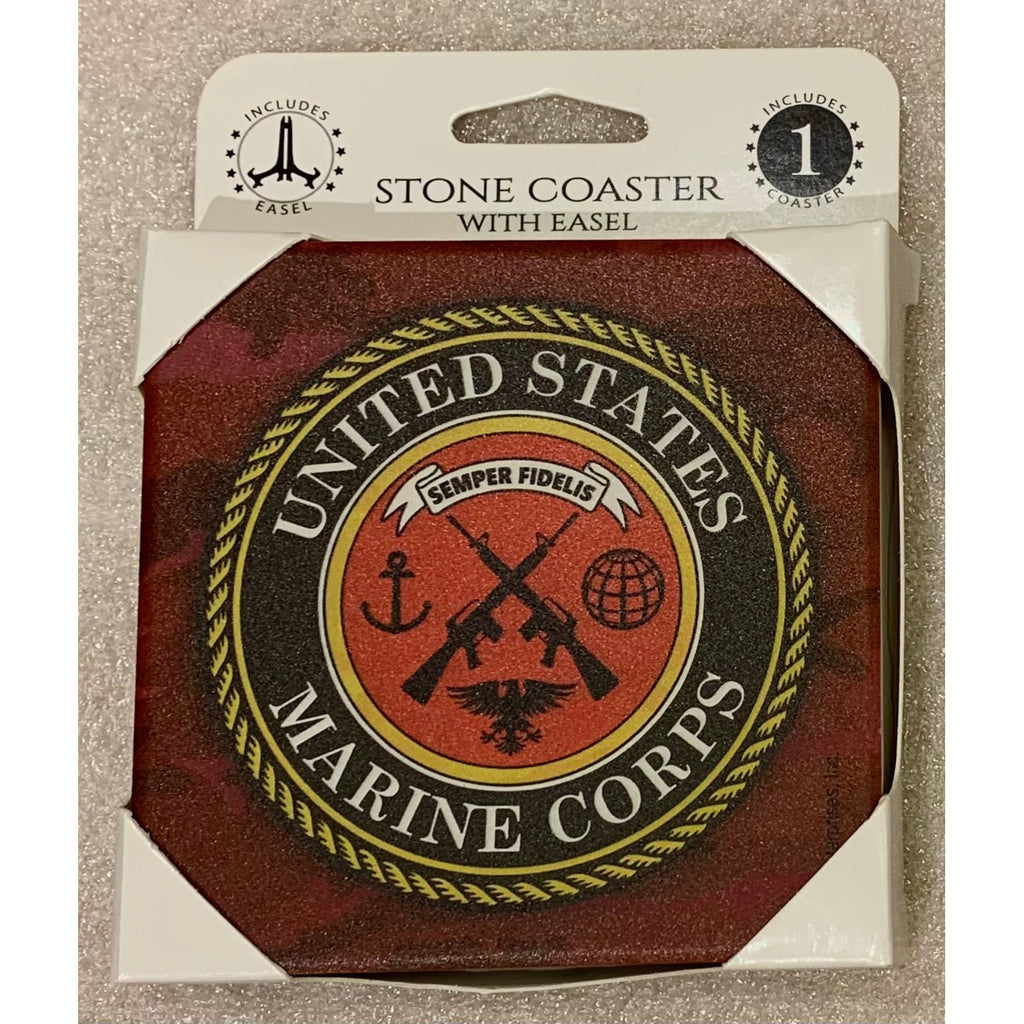 INCLUDES
EASEL
INCLUDES
1
COASTER
STONE COASTER
WITH EASEL
UNITED STATES
SEMPER FIDELIS
MARINE CORPS